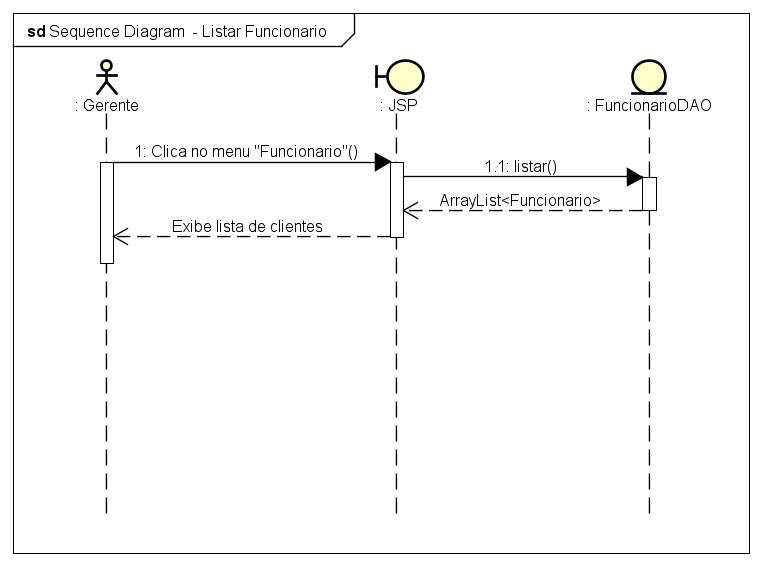 sd Sequence Diagram - Listar Funcionario
: Gerente
: JSP
: FuncionarioDAO
1: Clica no menu "Funcionario"()
1.1: listar()
ArrayList<Funcionario>
Exibe lista de clientes